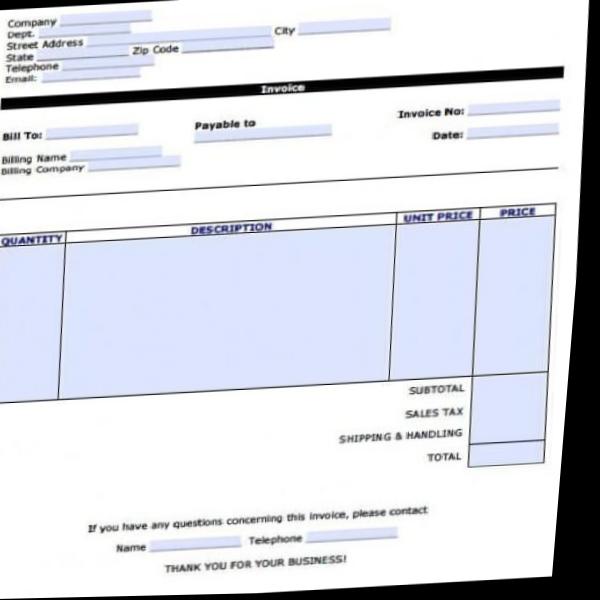 Company
Dept.
Street Address City
State Zip Code
Telephone
Email:
Invoice
Bill To: Payable to Invoice No:
Date:
Billing Name
Billing Company
QUANTITY DESCRIPTION UNIT PRICE PRICE
SUBTOTAL
SALES TAX
SHIPPING & HANDLING
TOTAL
If you have any questions concerning this invoice, please contact
Name Telephone
THANK YOU FOR YOUR BUSINESS!